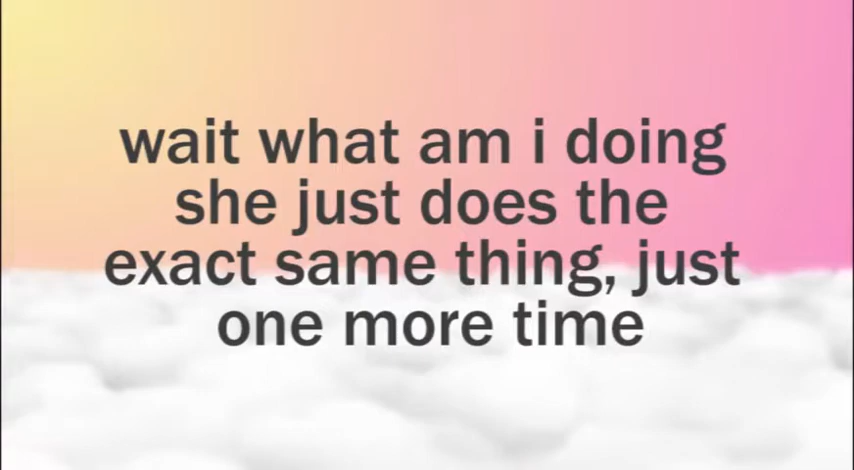 wait what am i doing
she just does the
exact same thing, just
one more time